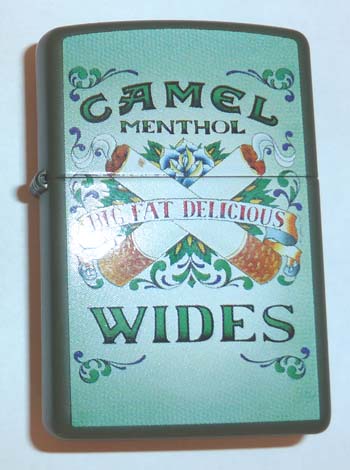 CAMEL
MENTHOL
BIG FAT DELICIOUS
WIDES